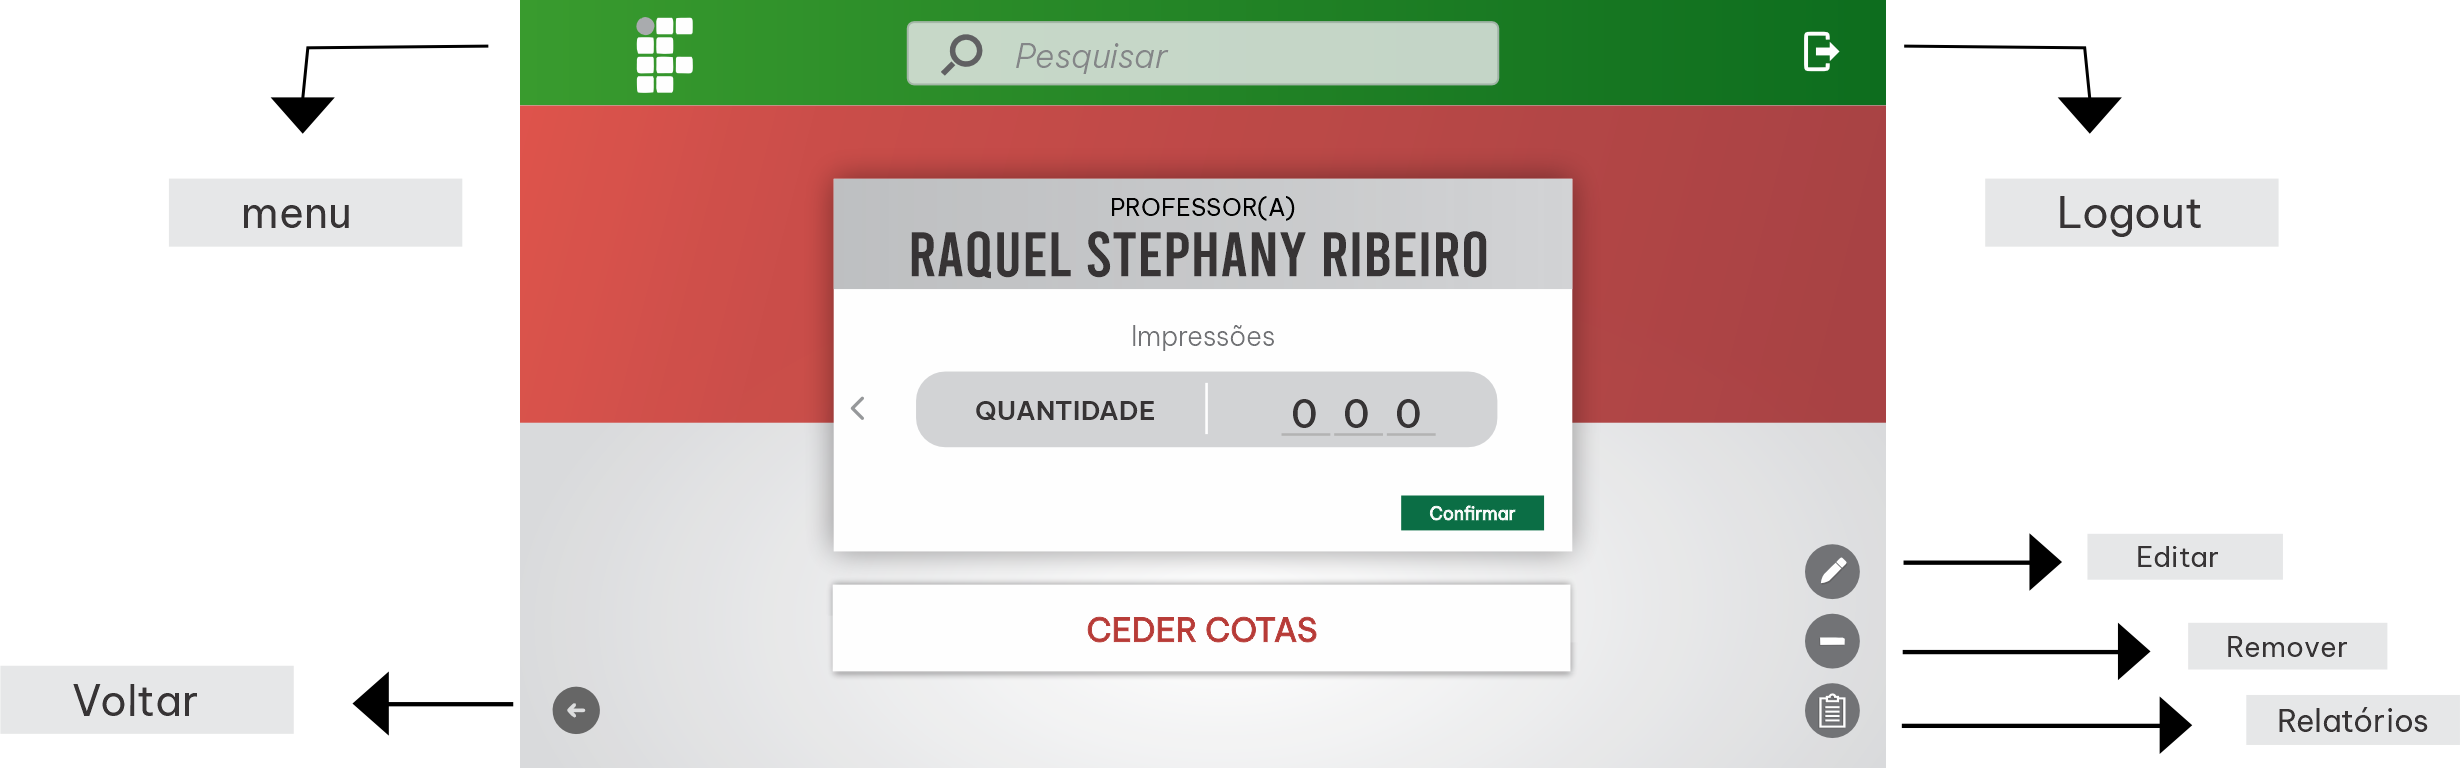 Pesquisar
menu
Logout
PROFESSOR(A)
RAQUEL STEPHANY RIBEIRO
Impressões
QUANTIDADE 0 0 0
Confirmar
CEDER COTAS
Editar
Remover
Relatórios
Voltar